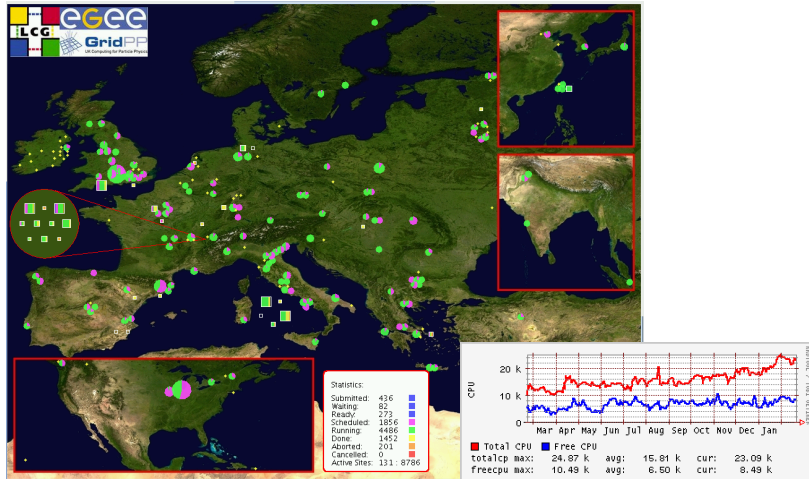 LCG
egee
GridPP
UK Computing for Particle Physics
Statistics:
Submitted: 436
Waiting: 82
Ready: 273
Scheduled: 1856
Running: 4486
Done: 1452
Aborted: 201
Cancelled: 0
Active Sites: 131 : 8786
CPU
20 k
10 k
0
Mar Apr May Jun Jul Aug Sep Oct Nov Dec Jan
Total CPU Free CPU
totalcp max: 24.87 k avg: 15.81 k cur: 23.09 k
freecpu max: 10.49 k avg: 6.50 k cur: 8.49 k